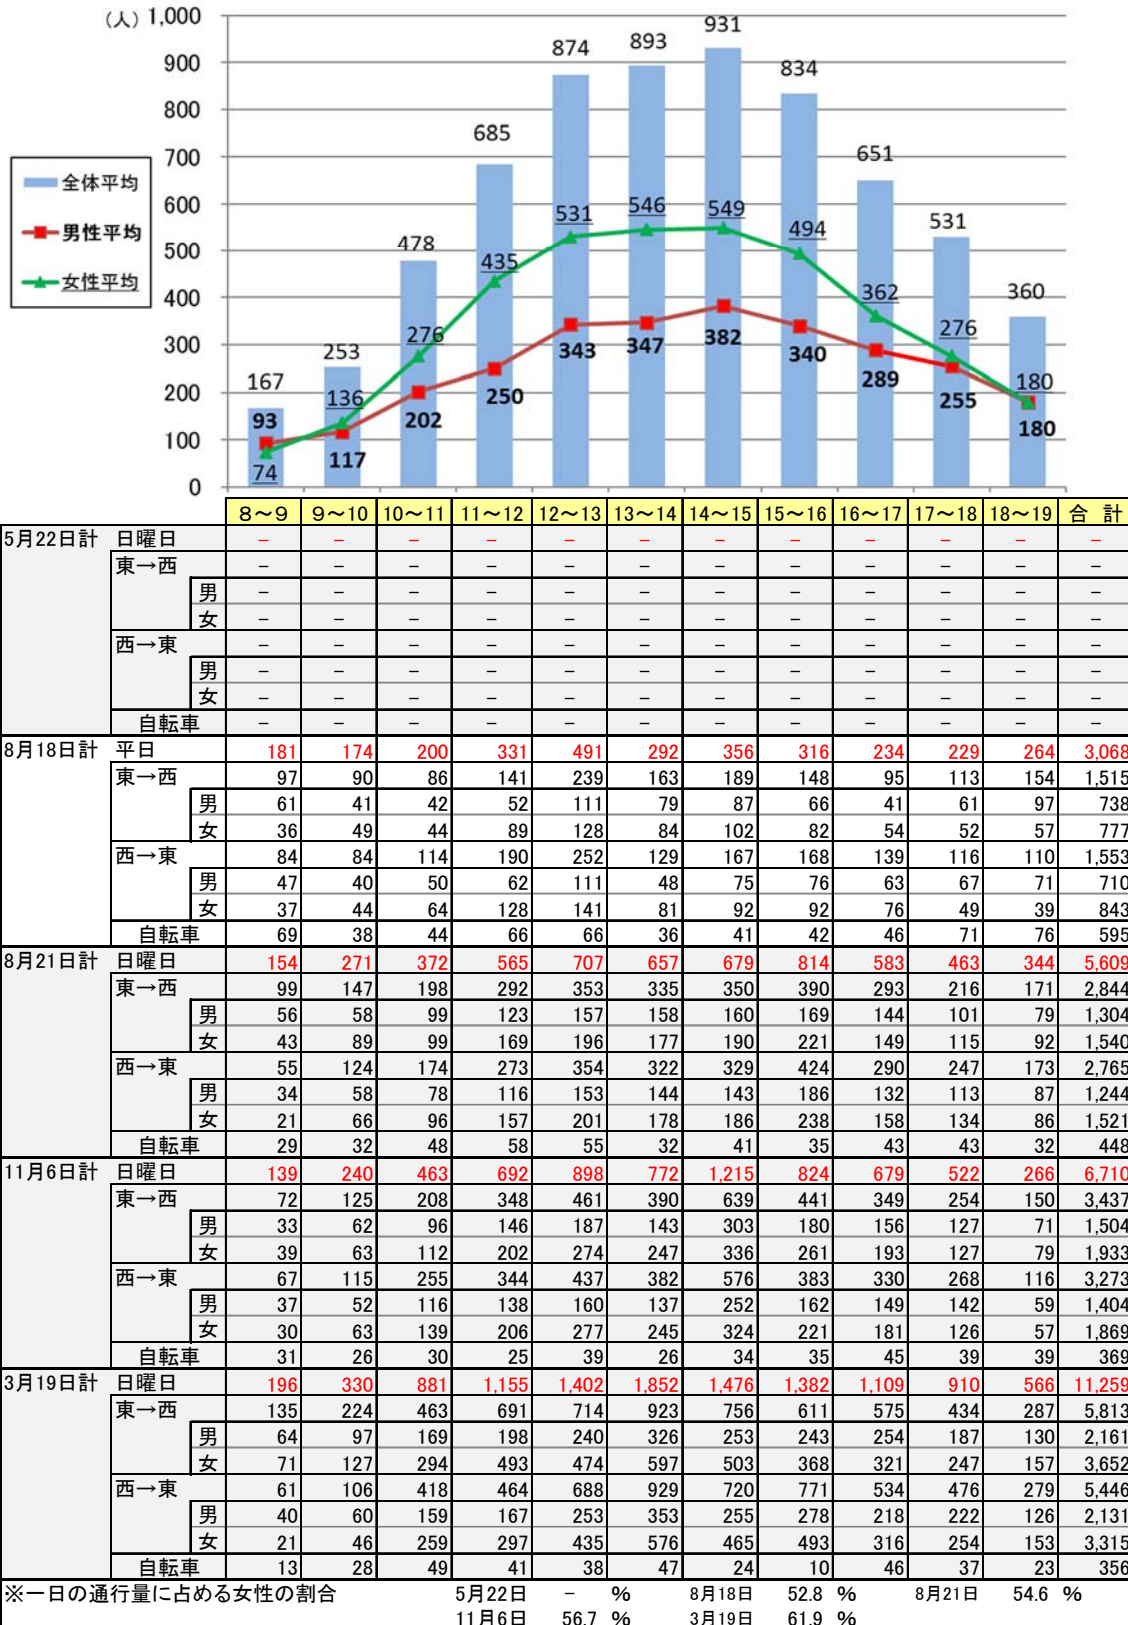 (人) 1,000
931
874
893
900
834
800
685
700
651
全体平均
男性平均
女性平均
600
531
546
549
494
531
500
478
435
400
362
360
343
347
382
340
300
276
253
289
276
250
255
200
167
202
180
136
180
100
93
117
74
0
8～9 9～10 10～11 11～12 12～13 13～14 14～15 15～16 16～17 17～18 18～19 合 計
5月22日計 日曜日 － － － － － － － － － － － －
東→西 － － － － － － － － － － － －
男 － － － － － － － － － － － －
女 － － － － － － － － － － － －
西→東 － － － － － － － － － － － －
男 － － － － － － － － － － － －
女 － － － － － － － － － － － －
自転車 － － － － － － － － － － － －
8月18日計 平日 181 174 200 331 491 292 356 316 234 229 264 3,068
東→西 97 90 86 141 239 163 189 148 95 113 154 1,515
男 61 41 42 52 111 79 87 66 41 61 97 738
女 36 49 44 89 128 84 102 82 54 52 57 777
西→東 84 84 114 190 252 129 167 168 139 116 110 1,553
男 47 40 50 62 111 48 75 76 63 67 71 710
女 37 44 64 128 141 81 92 92 76 49 39 843
自転車 69 38 44 66 66 36 41 42 46 71 76 595
8月21日計 日曜日 154 271 372 565 707 657 679 814 583 463 344 5,609
東→西 99 147 198 292 353 335 350 390 293 216 171 2,844
男 56 58 99 123 157 158 160 169 144 101 79 1,304
女 43 89 99 169 196 177 190 221 149 115 92 1,540
西→東 55 124 174 273 354 322 329 424 290 247 173 2,765
男 34 58 78 116 153 144 143 186 132 113 87 1,244
女 21 66 96 157 201 178 186 238 158 134 86 1,521
自転車 29 32 48 58 55 32 41 35 43 43 32 448
11月6日計 日曜日 139 240 463 692 898 772 1,215 824 679 522 266 6,710
東→西 72 125 208 348 461 390 639 441 349 254 150 3,437
男 33 62 96 146 187 143 303 180 156 127 71 1,504
女 39 63 112 202 274 247 336 261 193 127 79 1,933
西→東 67 115 255 344 437 382 576 383 330 268 116 3,273
男 37 52 116 138 160 137 252 162 149 142 59 1,404
女 30 63 139 206 277 245 324 221 181 126 57 1,869
自転車 31 26 30 25 39 26 34 35 45 39 39 369
3月19日計 日曜日 196 330 881 1,155 1,402 1,852 1,476 1,382 1,109 910 566 11,259
東→西 135 224 463 691 714 923 756 611 575 434 287 5,813
男 64 97 169 198 240 326 253 243 254 187 130 2,161
女 71 127 294 493 474 597 503 368 321 247 157 3,652
西→東 61 106 418 464 688 929 720 771 534 476 279 5,446
男 40 60 159 167 253 353 255 278 218 222 126 2,131
女 21 46 259 297 435 576 465 493 316 254 153 3,315
自転車 13 28 49 41 38 47 24 10 46 37 23 356
※一日の通行量に占める女性の割合 5月22日 － % 8月18日 52.8 % 8月21日 54.6 %
11月6日 56.7 % 3月19日 61.9 %